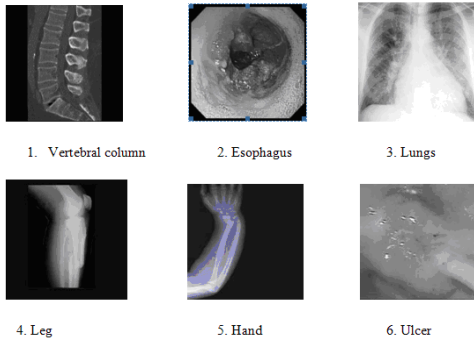 1. Vertebral column
2. Esophagus
3. Lungs
4. Leg
5. Hand
6. Ulcer